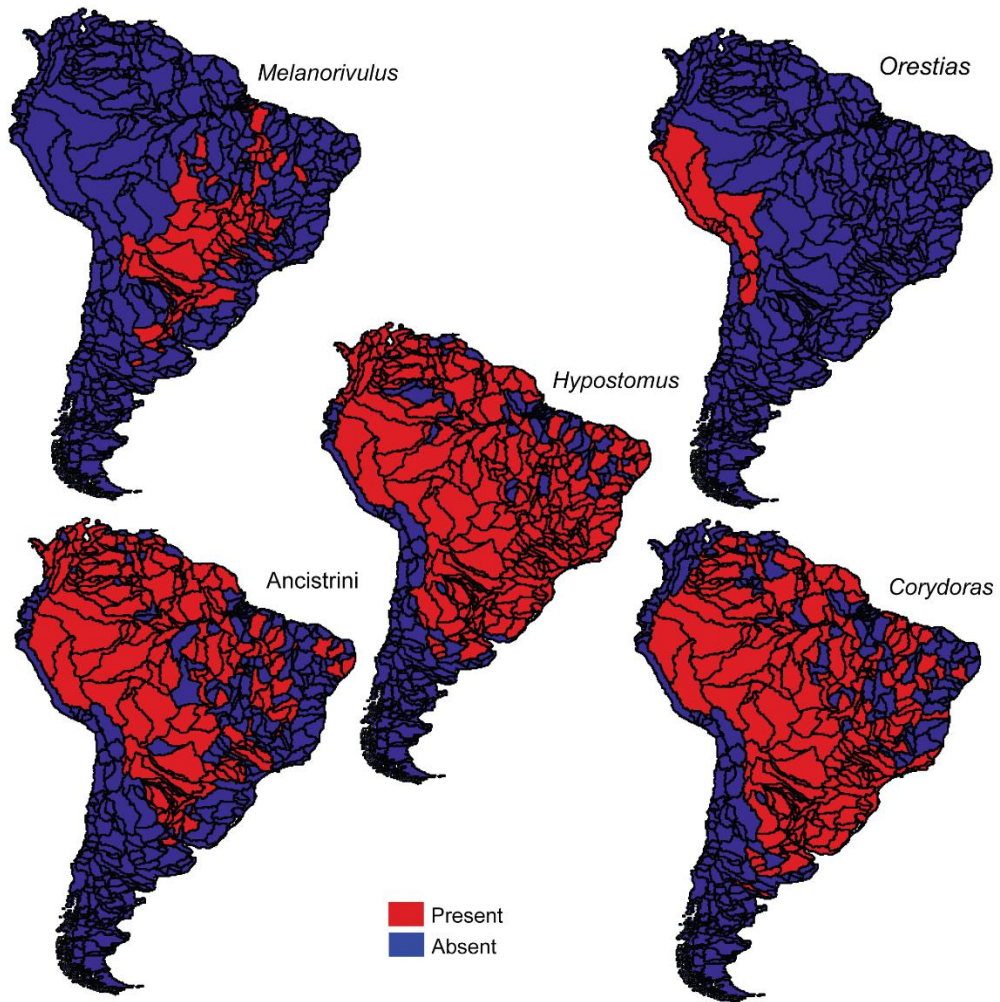 Melanorivulus
Orestias
Hypostomus
Ancistrini
Corydoras
Present
Absent